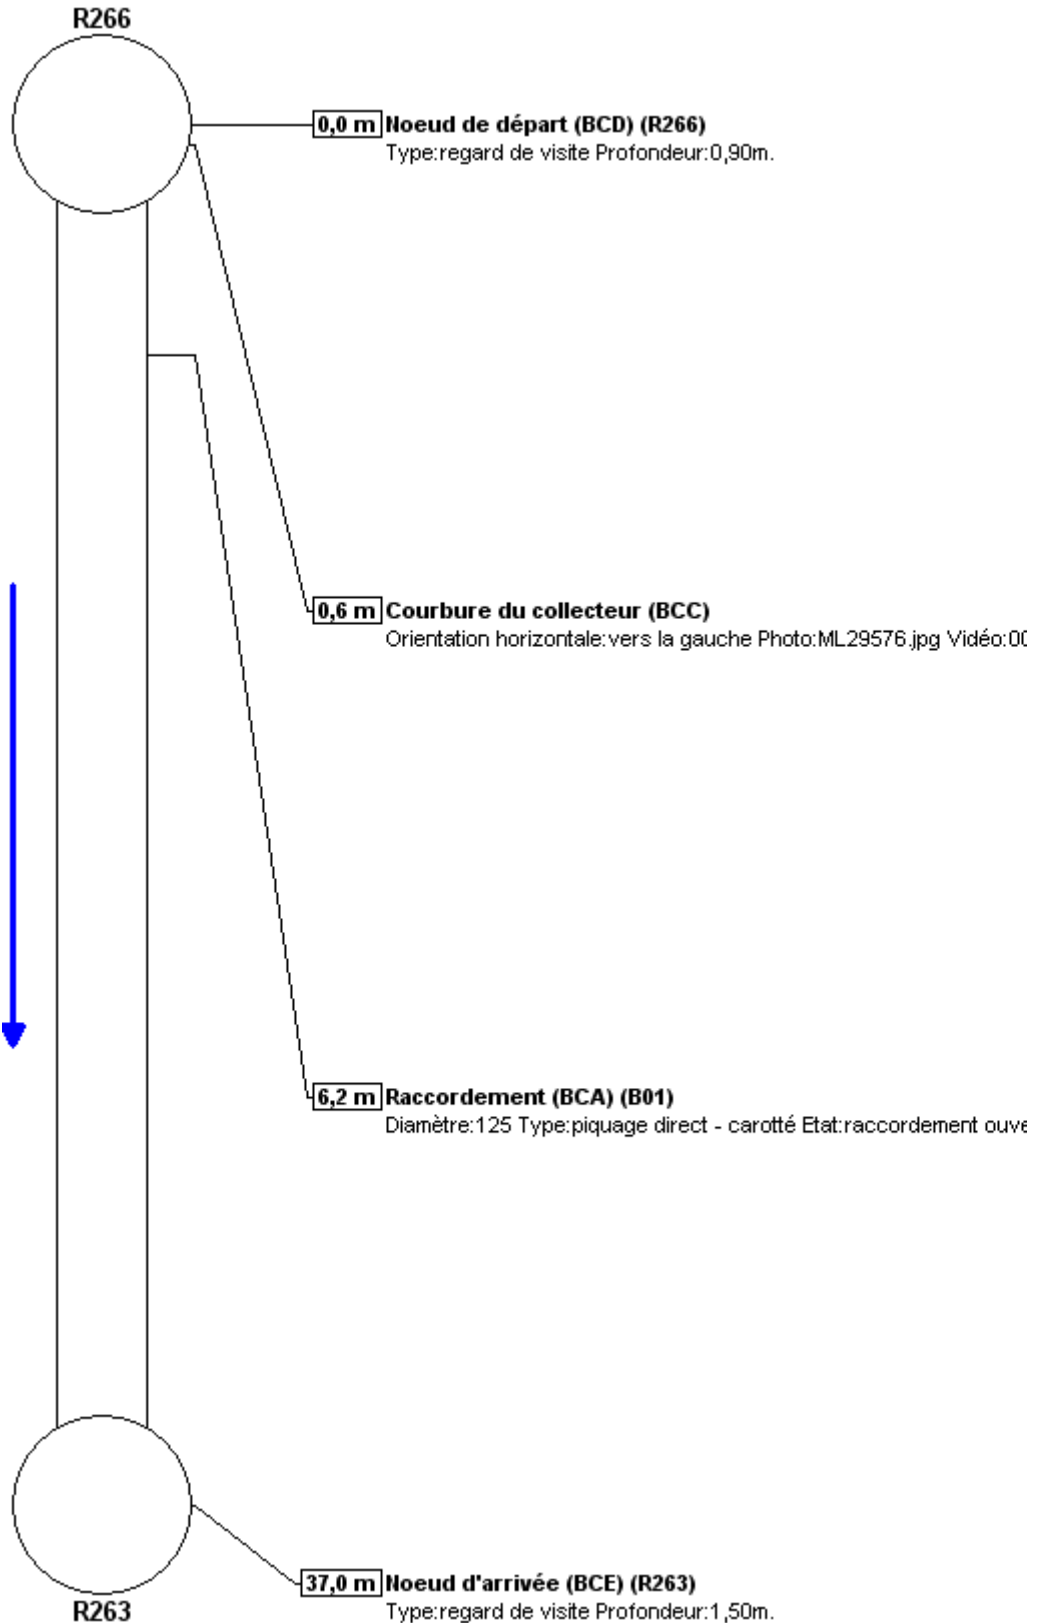 R266
0,0 m Noeud de départ (BCD) (R266)
Type:regard de visite Profondeur:0,90m.
0,6 m Courbure du collecteur (BCC)
Orientation horizontale:vers la gauche Photo:ML29576.jpg Vidéo:00
6,2 m Raccordement (BCA) (B01)
Diamètre:125 Type:piquage direct - carotté Etat:raccordement ouve
37,0 m Noeud d'arrivée (BCE) (R263)
Type:regard de visite Profondeur:1,50m.
R263